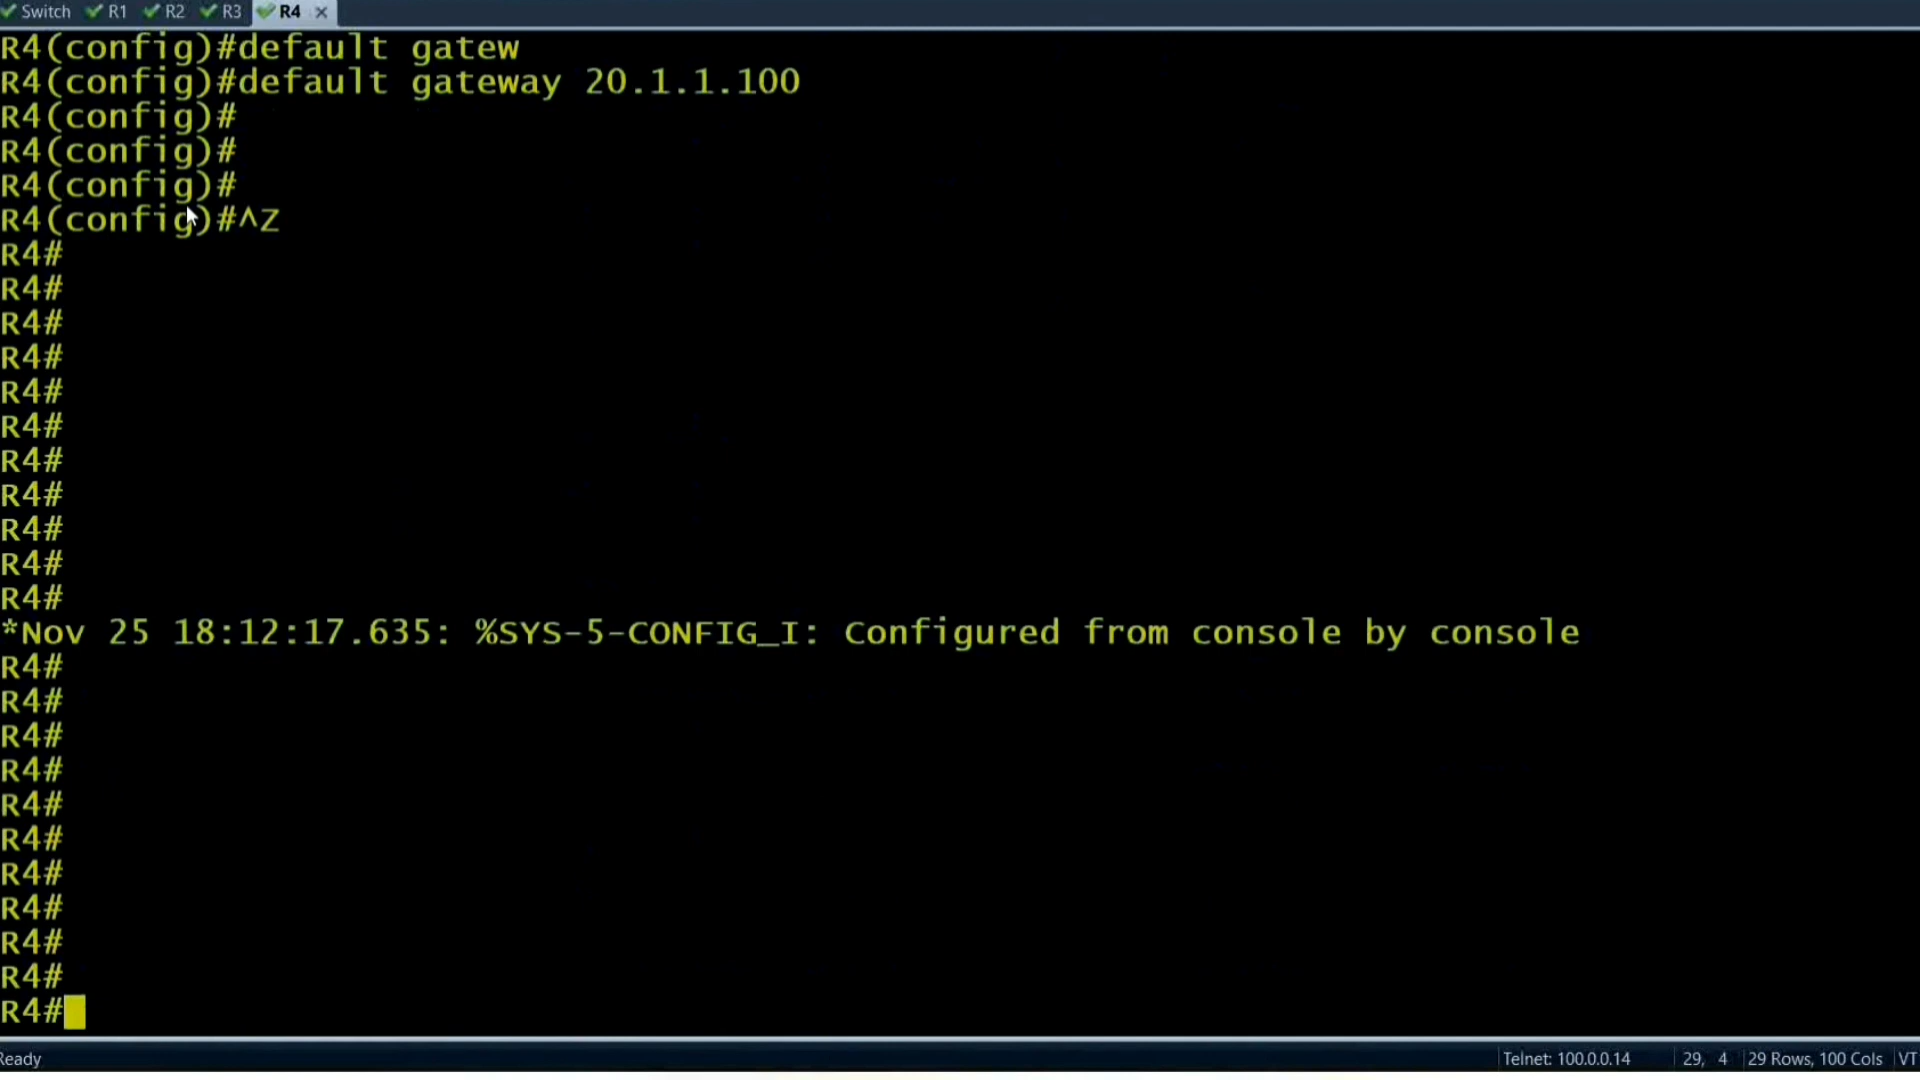 Switch R1 R2 R3 R4
R4(config)#default gatew
R4(config)#default gateway 20.1.1.100
R4(config)#
R4(config)#
R4(config)#
R4(config)#^Z
R4#
R4#
R4#
R4#
R4#
R4#
R4#
R4#
R4#
R4#
R4#
*Nov 25 18:12:17.635: %SYS-5-CONFIG_I: Configured from console by console
R4#
R4#
R4#
R4#
R4#
R4#
R4#
R4#
R4#
R4#
R4#
Ready Telnet: 100.0.0.14 29, 4 29 Rows, 100 Cols VT